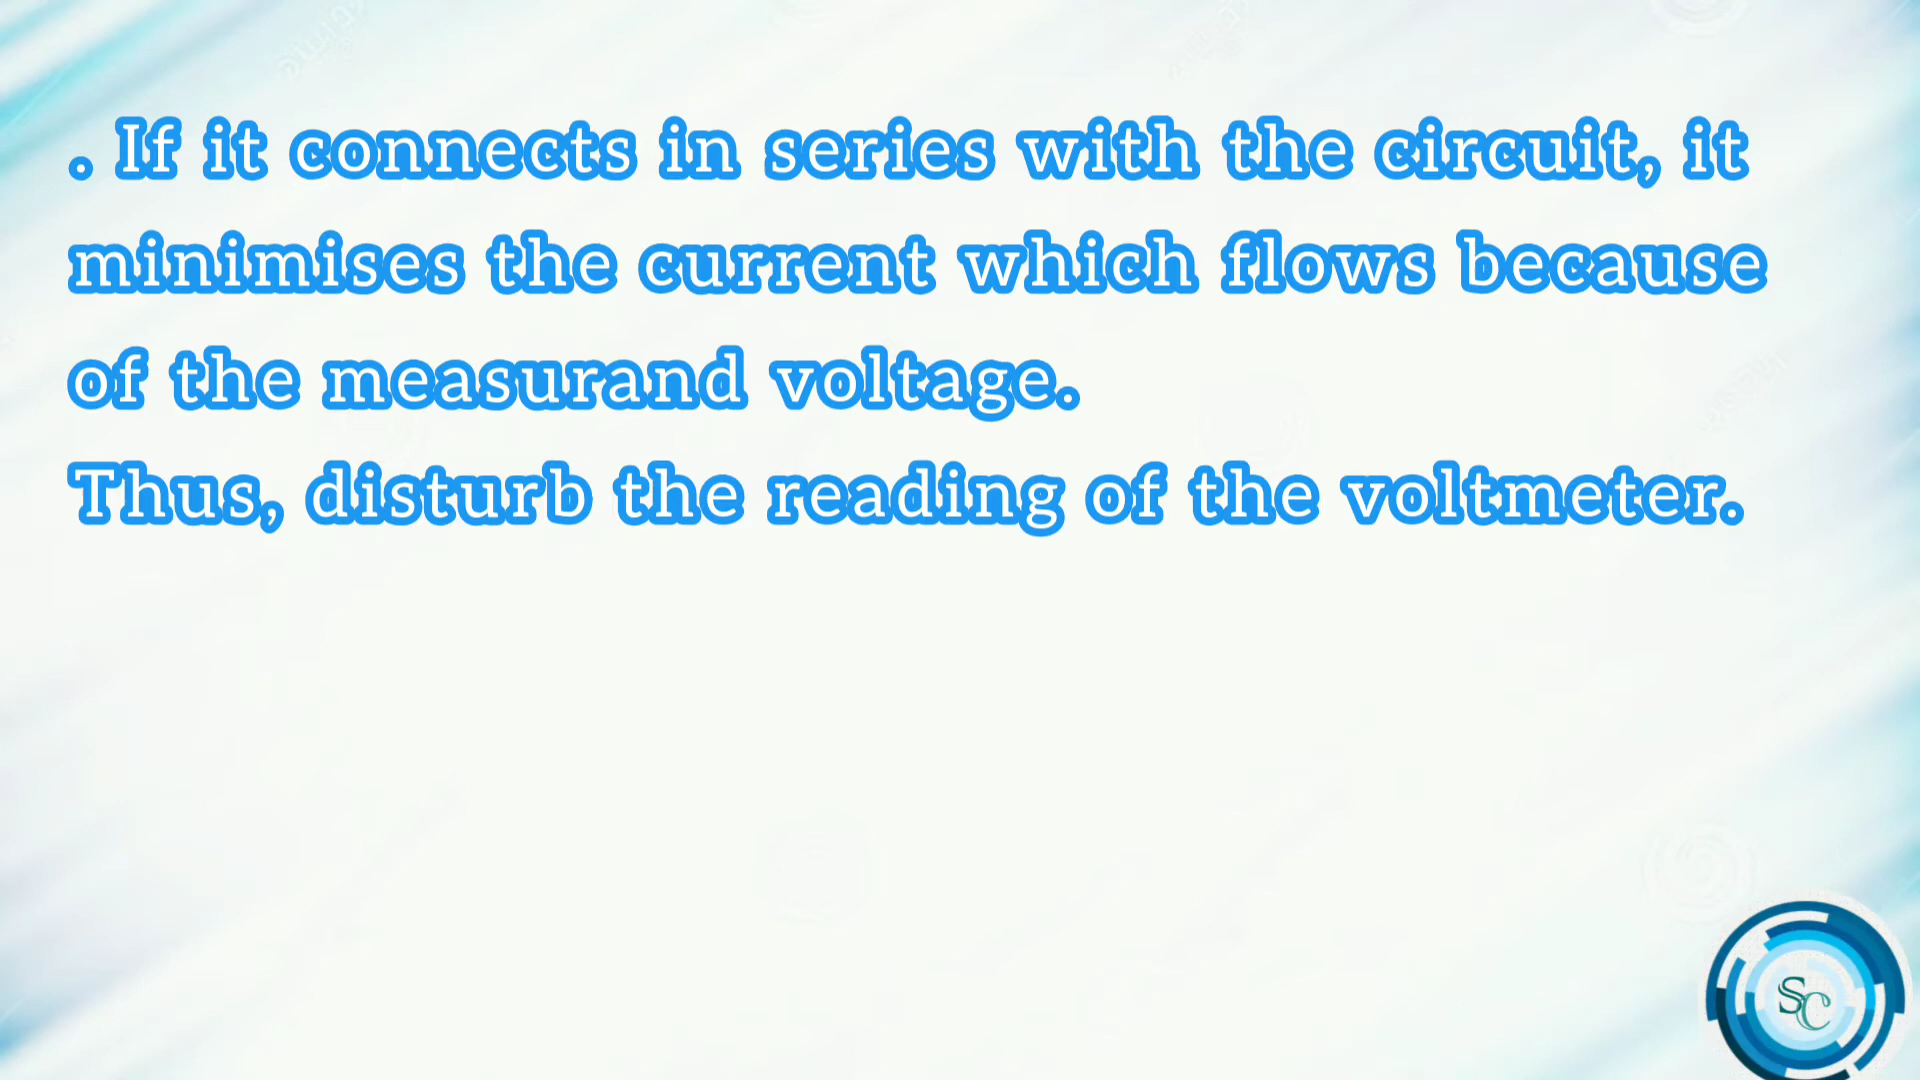 . If it connects in series with the circuit, it
minimises the current which flows because
of the measurand voltage.
Thus, disturb the reading of the voltmeter.
SC